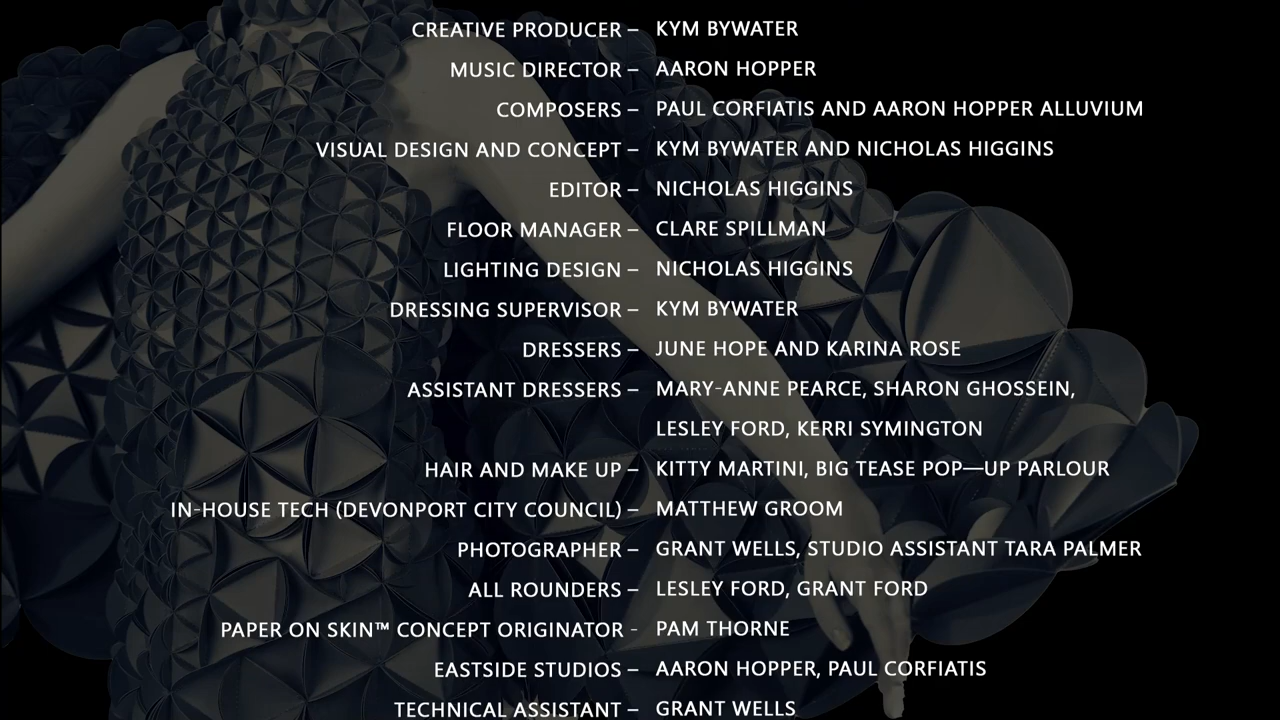 CREATIVE PRODUCER – KYM BYWATER
MUSIC DIRECTOR – AARON HOPPER
COMPOSERS – PAUL CORFIATIS AND AARON HOPPER ALLUVIUM
VISUAL DESIGN AND CONCEPT – KYM BYWATER AND NICHOLAS HIGGINS
EDITOR – NICHOLAS HIGGINS
FLOOR MANAGER – CLARE SPILLMAN
LIGHTING DESIGN – NICHOLAS HIGGINS
DRESSING SUPERVISOR – KYM BYWATER
DRESSERS – JUNE HOPE AND KARINA ROSE
ASSISTANT DRESSERS – MARY-ANNE PEARCE, SHARON GHOSSEIN,
LESLEY FORD, KERRI SYMINGTON
HAIR AND MAKE UP – KITTY MARTINI, BIG TEASE POP—UP PARLOUR
IN-HOUSE TECH (DEVONPORT CITY COUNCIL) – MATTHEW GROOM
PHOTOGRAPHER – GRANT WELLS, STUDIO ASSISTANT TARA PALMER
ALL ROUNDERS – LESLEY FORD, GRANT FORD
PAPER ON SKIN™ CONCEPT ORIGINATOR - PAM THORNE
EASTSIDE STUDIOS – AARON HOPPER, PAUL CORFIATIS
TECHNICAL ASSISTANT – GRANT WELLS